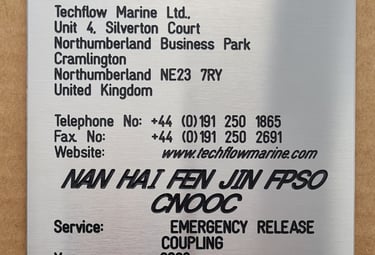 Techflow Marine Ltd.,
Unit 4, Silverton Court
Northumberland Business Park
Cramlington
Northumberland NE23 7RY
United Kingdom
Telephone No: +44 (0)191 250 1865
Fax No: +44 (0)191 250 2691
Website: www.techflowmarine.com
NAN HAI FEN JIN FPSO
CNOOC
Service: EMERGENCY RELEASE
COUPLING